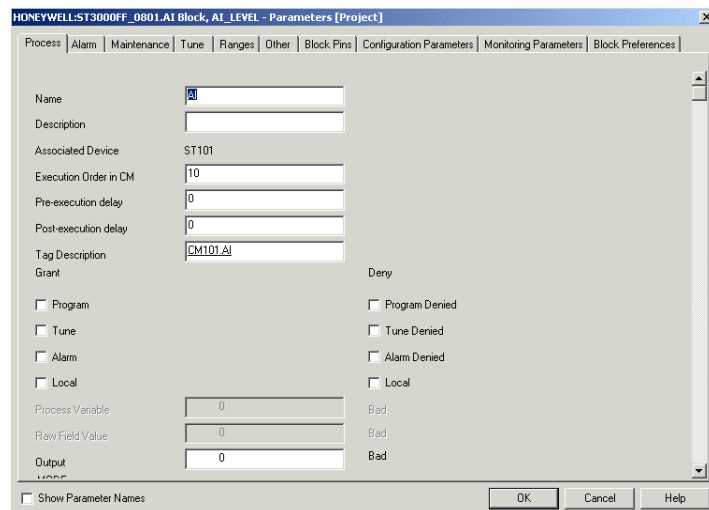 HONEYWELL:ST3000FF_0801.AI Block, AI_LEVEL - Parameters [Project]
Process Alarm Maintenance Tune Ranges Other Block Pins Configuration Parameters Monitoring Parameters Block Preferences
Name AI
Description
Associated Device ST101
Execution Order in CM 10
Pre-execution delay 0
Post-execution delay 0
Tag Description CM101.AI
Grant Deny
Program Program Denied
Tune Tune Denied
Alarm Alarm Denied
Local Local
Process Variable 0 Bad
Raw Field Value 0 Bad
Output 0 Bad
MODE
Show Parameter Names OK Cancel Help